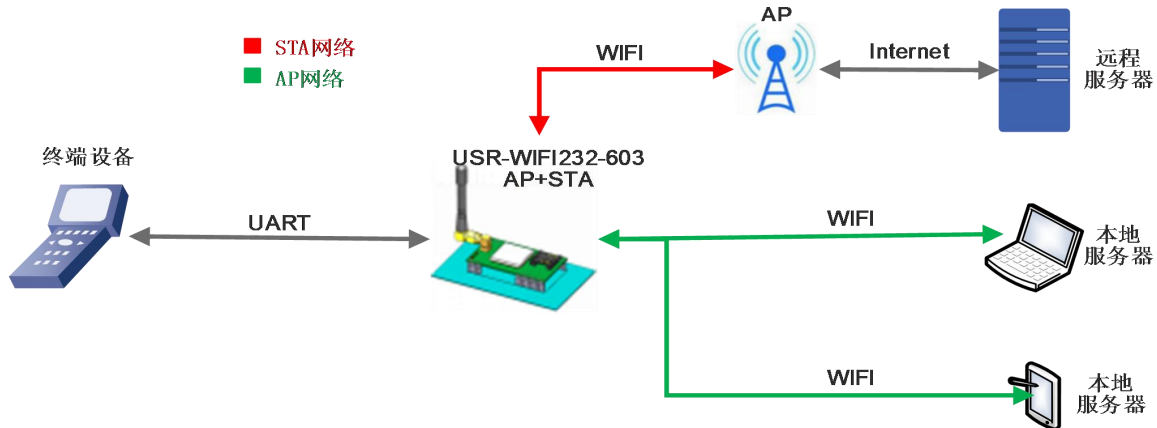 AP
STA网络
AP网络
WIFI
Internet
远程
服务器
终端设备
USR-WIFI232-603
AP+STA
UART
WIFI
本地
服务器
WIFI
本地
服务器